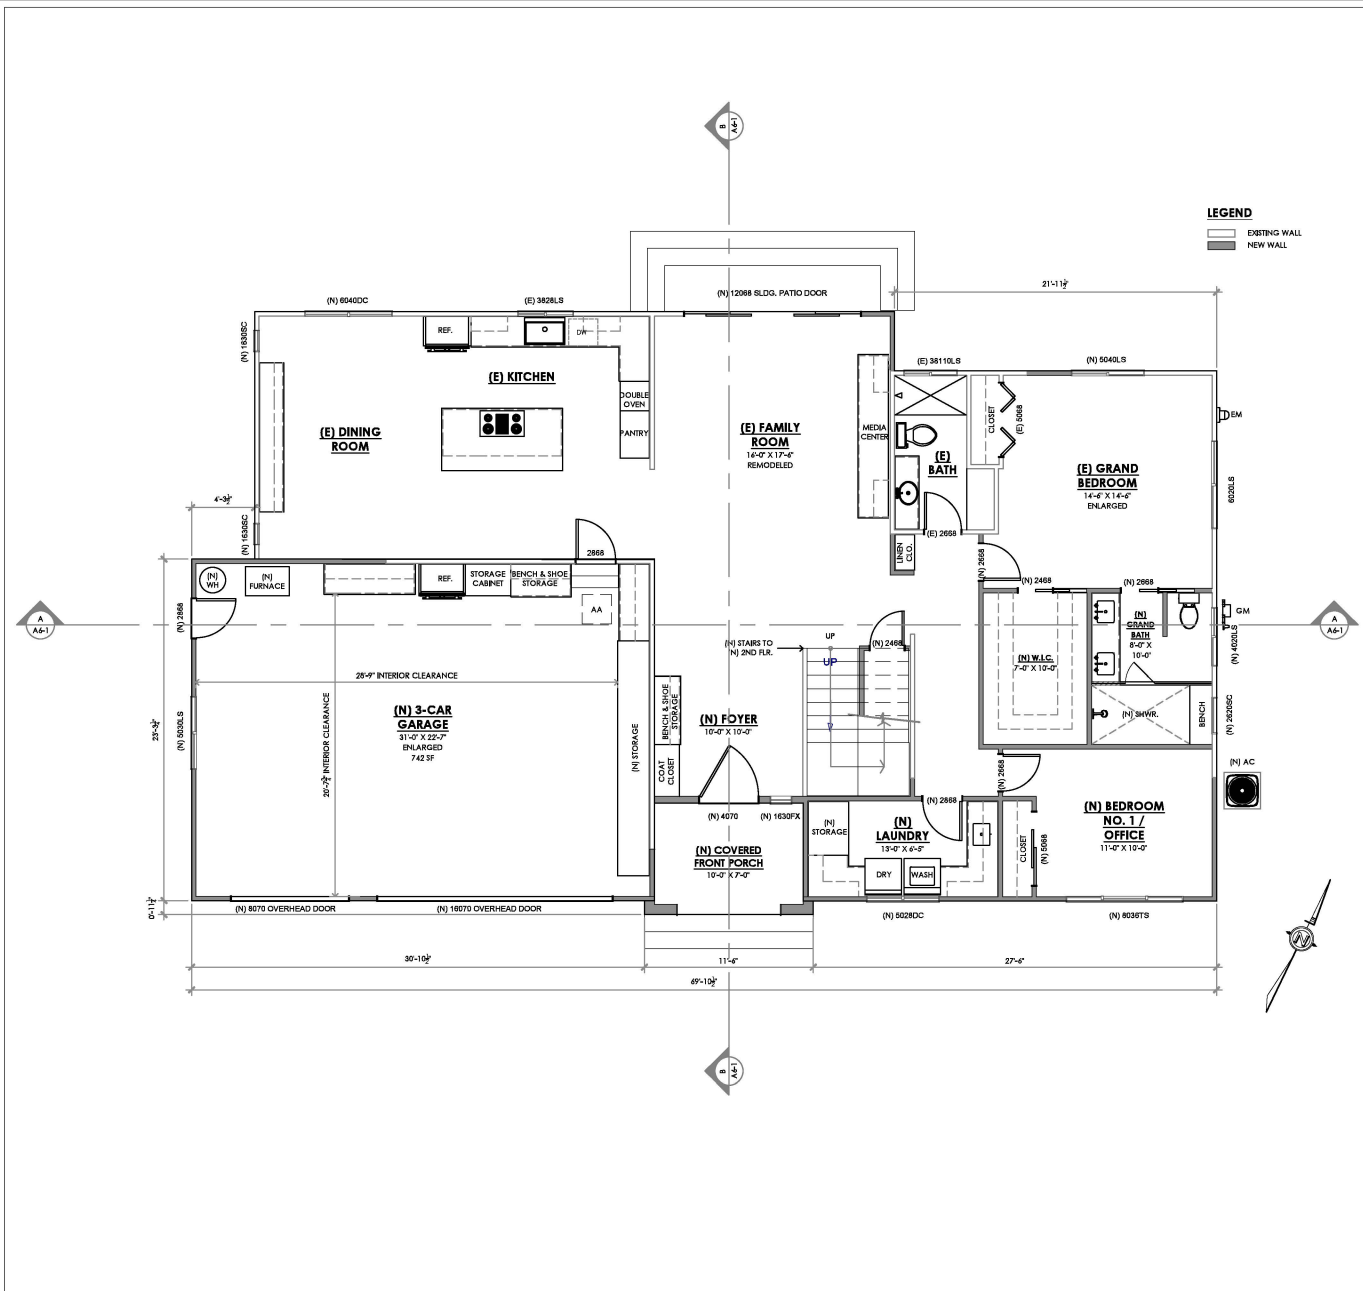 B
A6-1
LEGEND
EXISTING WALL
NEW WALL
21'-11½"
(N) 6040DC
(E) 3828LS
(N) 12068 SLDG. PATIO DOOR
(N) 1630SC
REF.
DW
(E) KITCHEN
DOUBLE
OVEN
PANTRY
(E) DINING
ROOM
(E) FAMILY
ROOM
16'-0" X 17'-6"
REMODELED
MEDIA
CENTER
(E) 38110LS
(N) 5040LS
CLOSET
(E) 5068
EM
(E)
BATH
(E) GRAND
BEDROOM
14'-6" X 14'-6"
ENLARGED
6020LS
4'-3½"
(N) 1630SC
2868
(E) 2668
LINEN
CLO.
(N) 2668
(N) 2468
(N) 2668
(N)
WH
(N)
FURNACE
REF.
STORAGE
CABINET
BENCH & SHOE
STORAGE
AA
(N) 2868
A
A6-1
A
A6-1
GM
(N) 4020LS
(N)
GRAND
BATH
8'-0" X
10'-0"
(N) STAIRS TO
N) 2ND FLR.
UP
UP
(N) 2468
(N) W.I.C.
7'-0" X 10'-0"
28'-9" INTERIOR CLEARANCE
20'-7½" INTERIOR CLEARANCE
23'-3½"
(N) 5030LS
(N) 3-CAR
GARAGE
31'-0" X 22'-7"
ENLARGED
742 SF
(N) STORAGE
BENCH & SHOE
STORAGE
COAT
CLOSET
(N) FOYER
10'-0" X 10'-0"
(N) SHWR.
BENCH
(N) 2620SC
(N) AC
(N) 2668
(N) 4070
(N) 1630FX
(N) 2868
(N)
STORAGE
(N)
LAUNDRY
13'-0" X 6'-5"
DRY
WASH
CLOSET
(N) 5068
(N) BEDROOM
NO. 1 /
OFFICE
11'-0" X 10'-0"
(N) COVERED
FRONT PORCH
10'-0" X 7'-0"
0'-11½"
(N) 8070 OVERHEAD DOOR
(N) 16070 OVERHEAD DOOR
(N) 5028DC
(N) 8036TS
N
30'-10½"
11'-6"
27'-6"
69'-10½"
B
A6-1